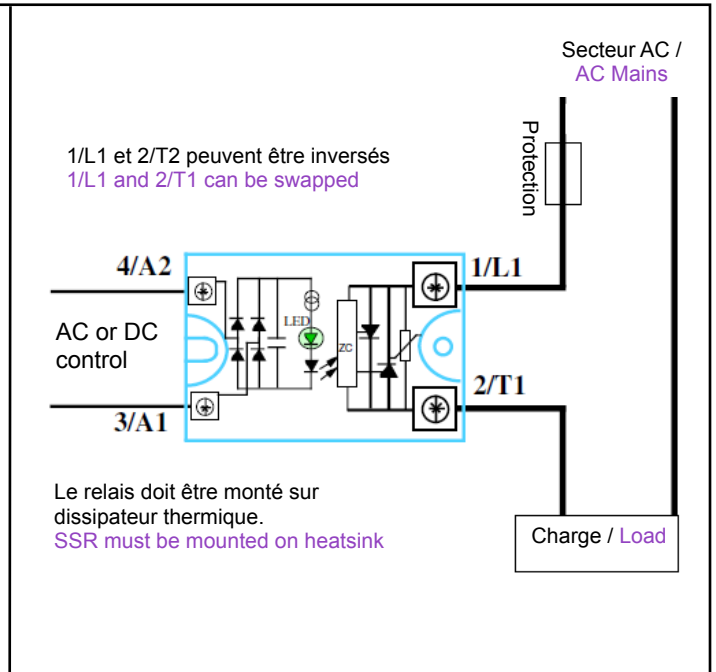 Secteur AC /
AC Mains
Protection
1/L1 et 2/T2 peuvent être inversés
1/L1 and 2/T1 can be swapped
4/A2
1/L1
LED
ZC
AC or DC
control
2/T1
3/A1
Le relais doit être monté sur
dissipateur thermique.
SSR must be mounted on heatsink
Charge / Load